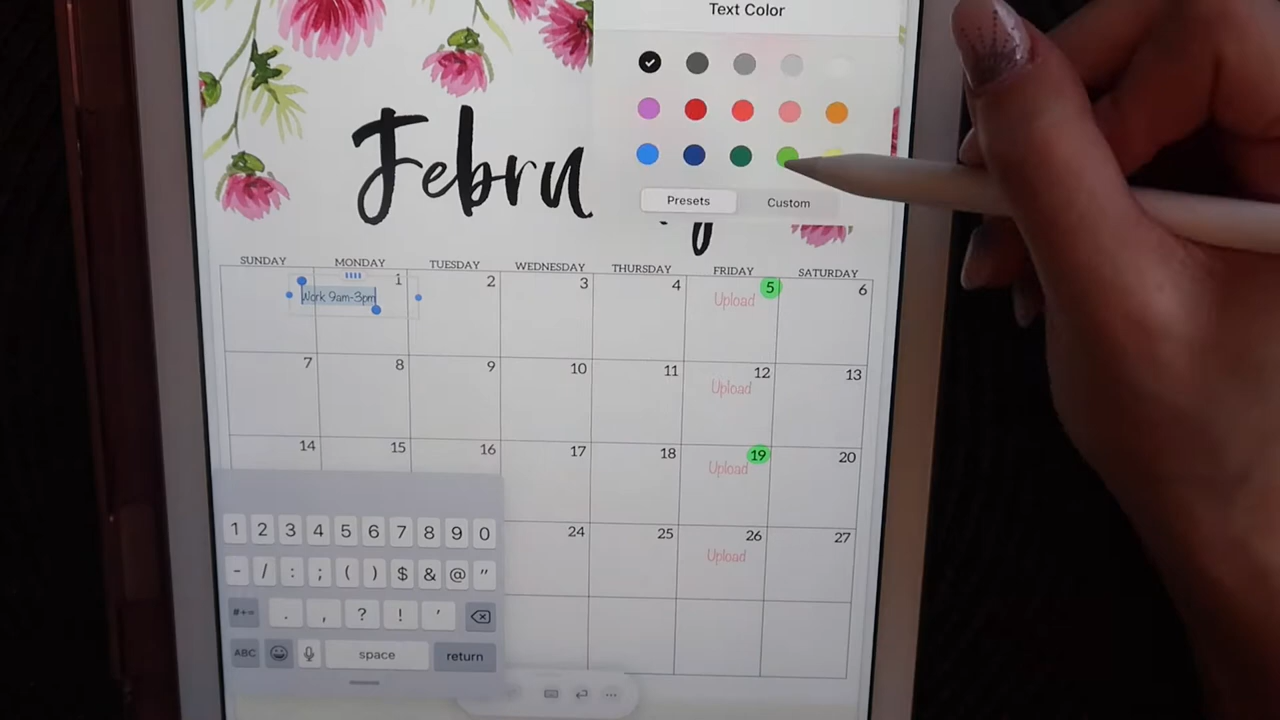 Text Color
Febru y
Presets Custom
SUNDAY MONDAY TUESDAY WEDNESDAY THURSDAY FRIDAY SATURDAY
1 2 3 4 5 6
Work 9am-3pm Upload
7 8 9 10 11 12 13
Upload
14 15 16 17 18 19 20
Upload
24 25 26 27
Upload
1 2 3 4 5 6 7 8 9 0
- / : ; ( ) $ & @ "
#+= . , ? ! '
ABC space return